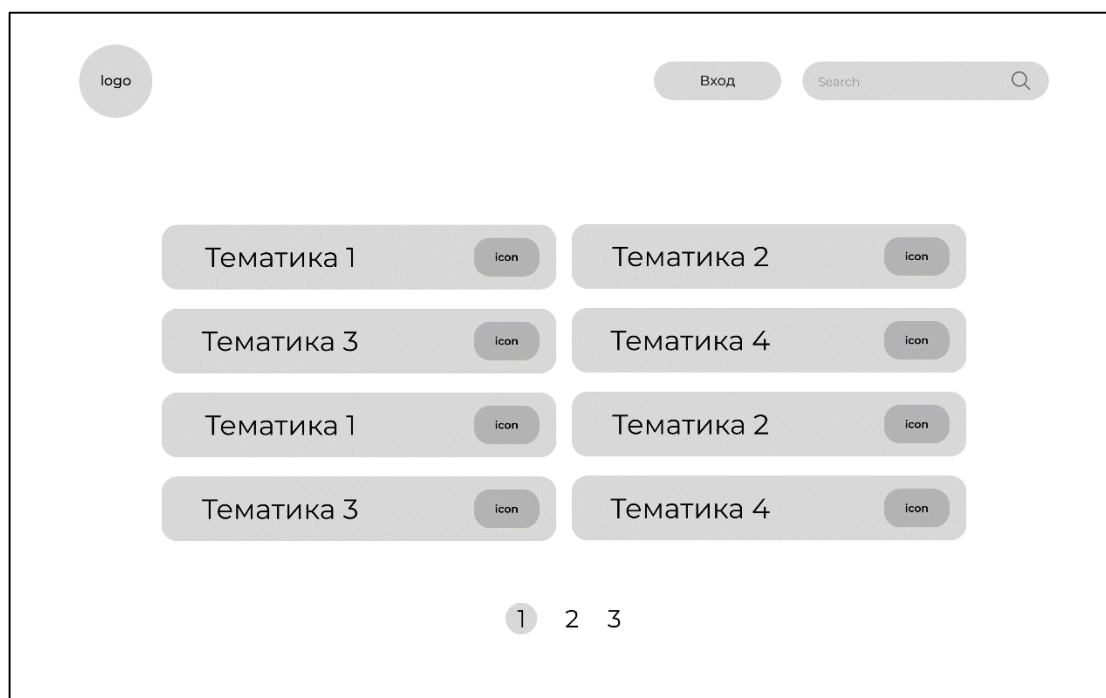 logo
Вход
Search
Тематика 1
icon
Тематика 2
icon
Тематика 3
icon
Тематика 4
icon
Тематика 1
icon
Тематика 2
icon
Тематика 3
icon
Тематика 4
icon
1 2 3